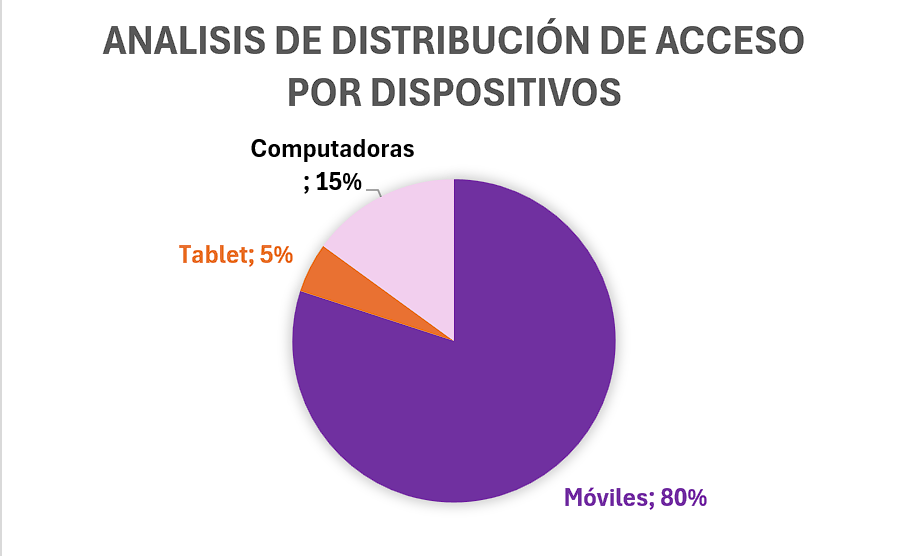 ANALISIS DE DISTRIBUCIÓN DE ACCESO
POR DISPOSITIVOS
Computadoras
; 15%
Tablet; 5%
Móviles; 80%